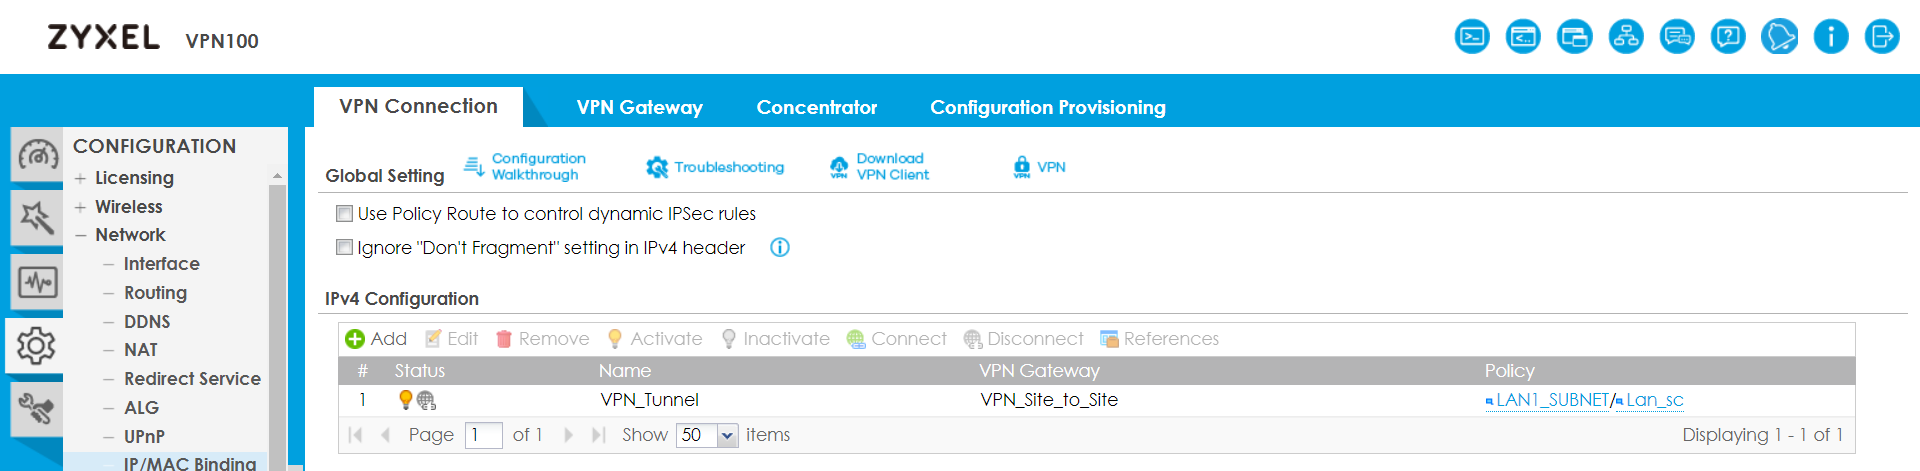 ZYXEL VPN100
VPN Connection VPN Gateway Concentrator Configuration Provisioning
CONFIGURATION
+ Licensing
+ Wireless
− Network
− Interface
− Routing
− DDNS
− NAT
− Redirect Service
− ALG
− UPnP
− IP/MAC Binding
Global Setting
Configuration
Walkthrough
Troubleshooting
Download
VPN Client
VPN
Use Policy Route to control dynamic IPSec rules
Ignore "Don't Fragment" setting in IPv4 header
IPv4 Configuration
Add Edit Remove Activate Inactivate Connect Disconnect References
# Status Name VPN Gateway Policy
1 VPN_Tunnel VPN_Site_to_Site LAN1_SUBNET/Lan_sc
Page 1 of 1 Show 50 items Displaying 1 - 1 of 1